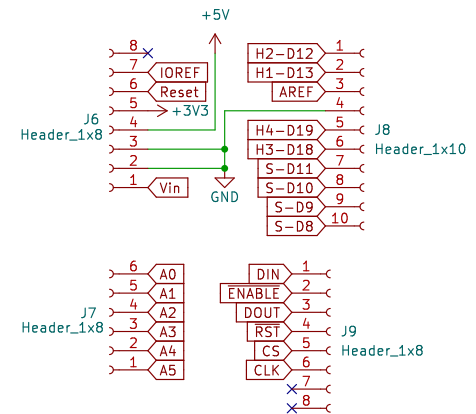 +5V
8
7 IOREF
6 Reset
5 +3V3
4
3
2
1 Vin
J6
Header_1x8
GND
H2-D12 1
H1-D13 2
AREF 3
4
H4-D19 5
H3-D18 6
S-D11 7
S-D10 8
S-D9 9
S-D8 10
J8
Header_1x10
6 A0
5 A1
4 A2
3 A3
2 A4
1 A5
J7
Header_1x8
DIN 1
ENABLE 2
DOUT 3
RST 4
CS 5
CLK 6
7
8
J9
Header_1x8